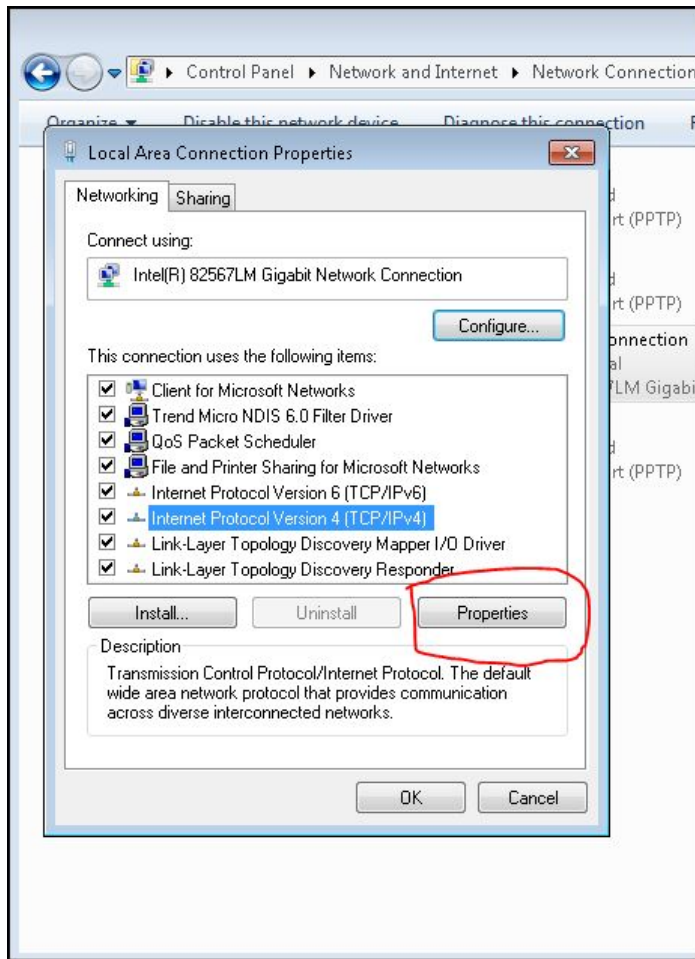 Control Panel Network and Internet Network Connection
Organize Disable this network device Diagnose this connection
Local Area Connection Properties
Networking Sharing
Connect using:
Intel(R) 82567LM Gigabit Network Connection
Configure...
This connection uses the following items:
Client for Microsoft Networks
Trend Micro NDIS 6.0 Filter Driver
QoS Packet Scheduler
File and Printer Sharing for Microsoft Networks
Internet Protocol Version 6 (TCP/IPv6)
Internet Protocol Version 4 (TCP/IPv4)
Link-Layer Topology Discovery Mapper I/O Driver
Link-Layer Topology Discovery Responder
Install... Uninstall Properties
Description
Transmission Control Protocol/Internet Protocol. The default
wide area network protocol that provides communication
across diverse interconnected networks.
OK Cancel
rt (PPTP)
rt (PPTP)
onnection
al
LM Gigabi
rt (PPTP)